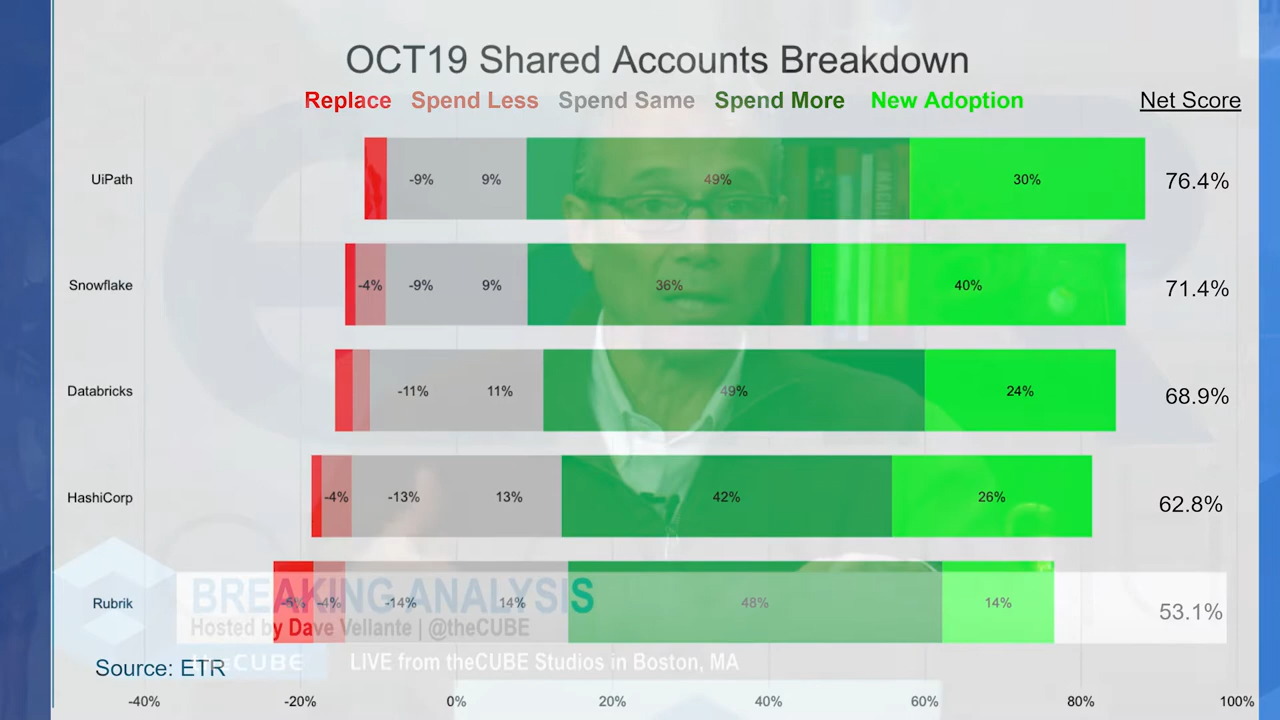 OCT19 Shared Accounts Breakdown
Replace Spend Less Spend Same Spend More New Adoption Net Score
UiPath -9% 9% 49% 30% 76.4%
Snowflake -4% -9% 9% 36% 40% 71.4%
Databricks -11% 11% 49% 24% 68.9%
HashiCorp -4% -13% 13% 42% 26% 62.8%
Rubrik -5% -4% -14% 14% 48% 14% 53.1%
BREAKING ANALYSIS
Hosted by Dave Vellante | @theCUBE
Source: ETR
theCUBE LIVE from theCUBE Studios in Boston, MA
-40% -20% 0% 20% 40% 60% 80% 100%